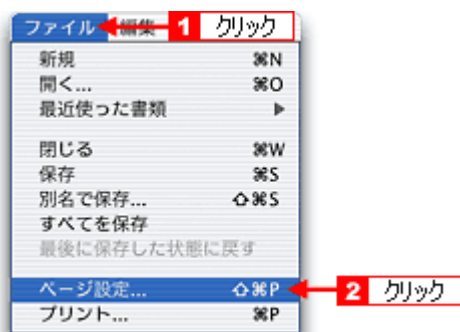 ファイル 編集 1 クリック
新規 ⌘N
開く... ⌘O
最近使った書類 ▶
閉じる ⌘W
保存 ⌘S
別名で保存... ⇧⌘S
すべてを保存
最後に保存した状態に戻す
ページ設定... ⇧⌘P 2 クリック
プリント... ⌘P